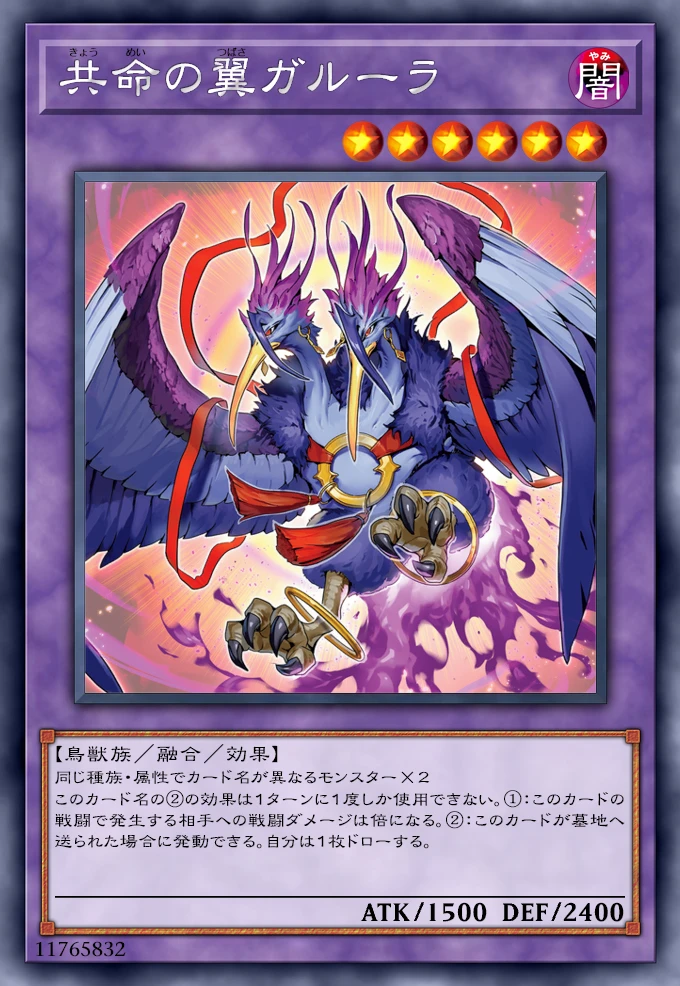 きょう めい つばさ
共命の翼ガルーラ
やみ
闇
【鳥獣族／融合／効果】
同じ種族・属性でカード名が異なるモンスター×２
このカード名の②の効果は１ターンに１度しか使用できない。①：このカードの
戦闘で発生する相手への戦闘ダメージは倍になる。②：このカードが墓地へ
送られた場合に発動できる。自分は１枚ドローする。
ATK/1500 DEF/2400
11765832